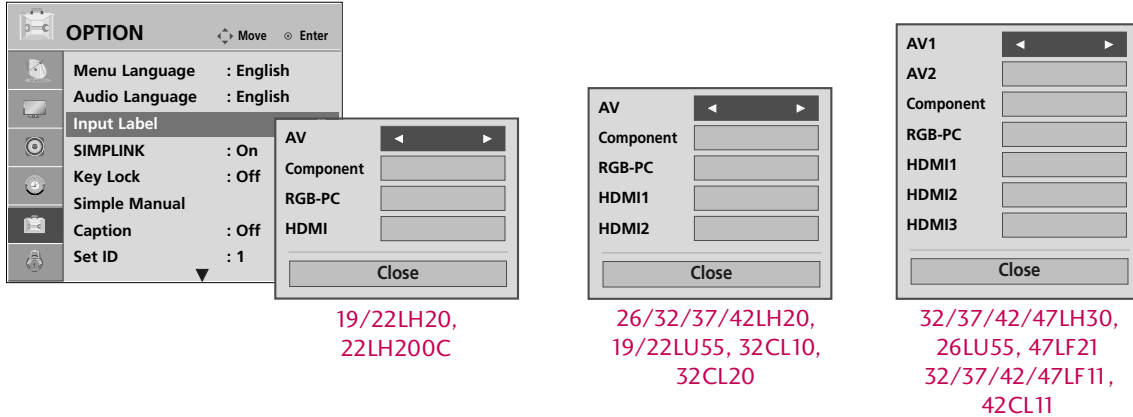 OPTION Move Enter
Menu Language : English
Audio Language : English
Input Label
SIMPLINK : On
Key Lock : Off
Simple Manual
Caption : Off
Set ID : 1
AV
Component
RGB-PC
HDMI
Close
19/22LH20,
22LH200C
AV
Component
RGB-PC
HDMI1
HDMI2
Close
26/32/37/42LH20,
19/22LU55, 32CL10,
32CL20
AV1
AV2
Component
RGB-PC
HDMI1
HDMI2
HDMI3
Close
32/37/42/47LH30,
26LU55, 47LF21
32/37/42/47LF11,
42CL11